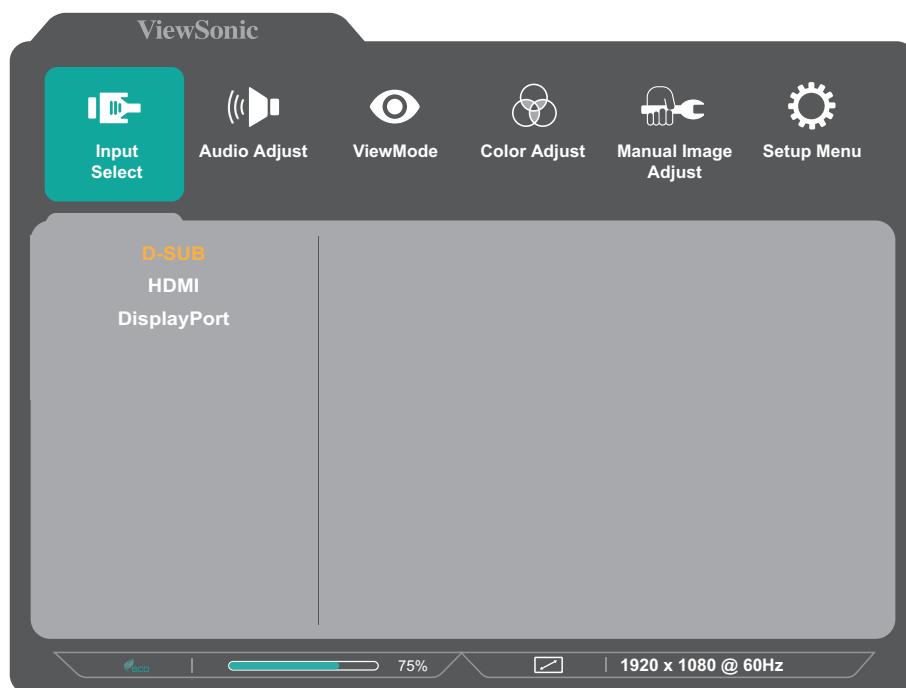 ViewSonic
Input
Select
Audio Adjust
ViewMode
Color Adjust
Manual Image
Adjust
Setup Menu
D-SUB
HDMI
DisplayPort
ECO
75%
1920 x 1080 @ 60Hz